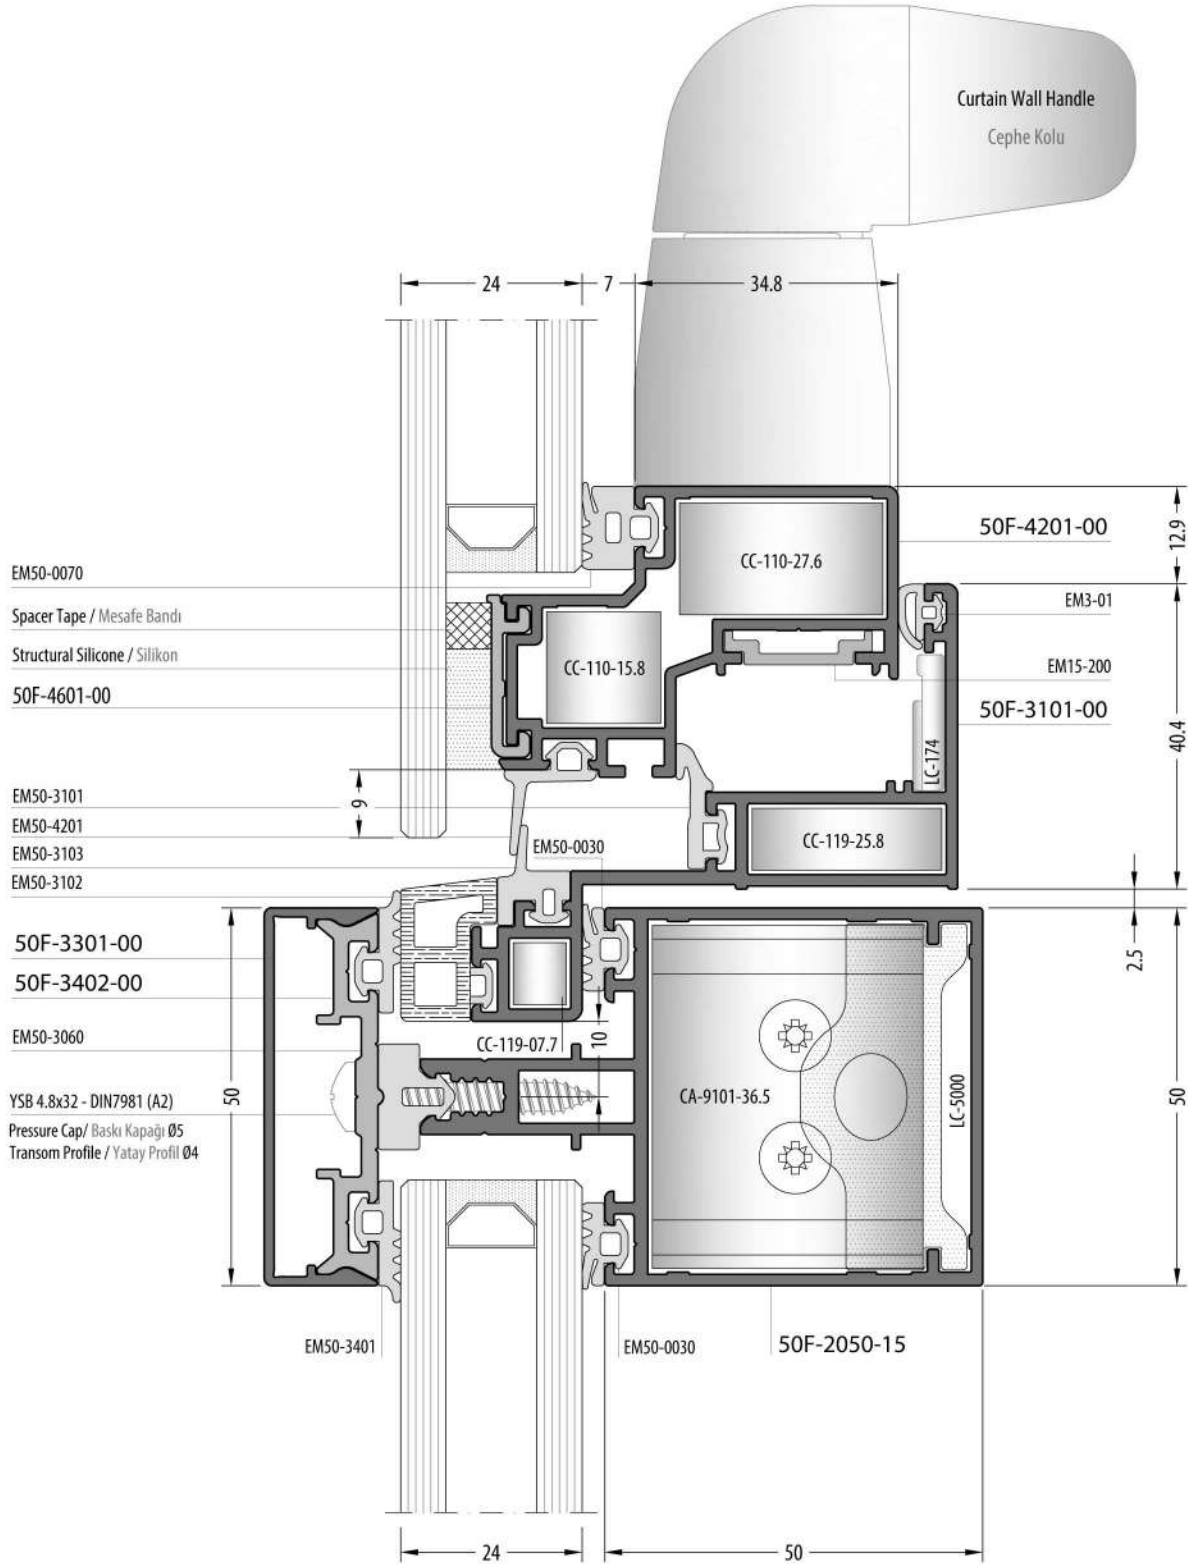 Curtain Wall Handle
Cephe Kolu
24
7
34.8
50F-4201-00
12.9
CC-110-27.6
EM50-0070
EM3-01
Spacer Tape / Mesafe Bandı
Structural Silicone / Silikon
CC-110-15.8
EM15-200
50F-4601-00
50F-3101-00
40.4
LC-174
EM50-3101
9
EM50-4201
EM50-0030
CC-119-25.8
EM50-3103
EM50-3102
50F-3301-00
2.5
50F-3402-00
EM50-3060
10
CC-119-07.7
YSB 4.8x32 - DIN7981 (A2)
50
CA-9101-36.5
LC-5000
50
Pressure Cap/ Baskı Kapağı Ø5
Transom Profile / Yatay Profil Ø4
EM50-3401
EM50-0030
50F-2050-15
24
50